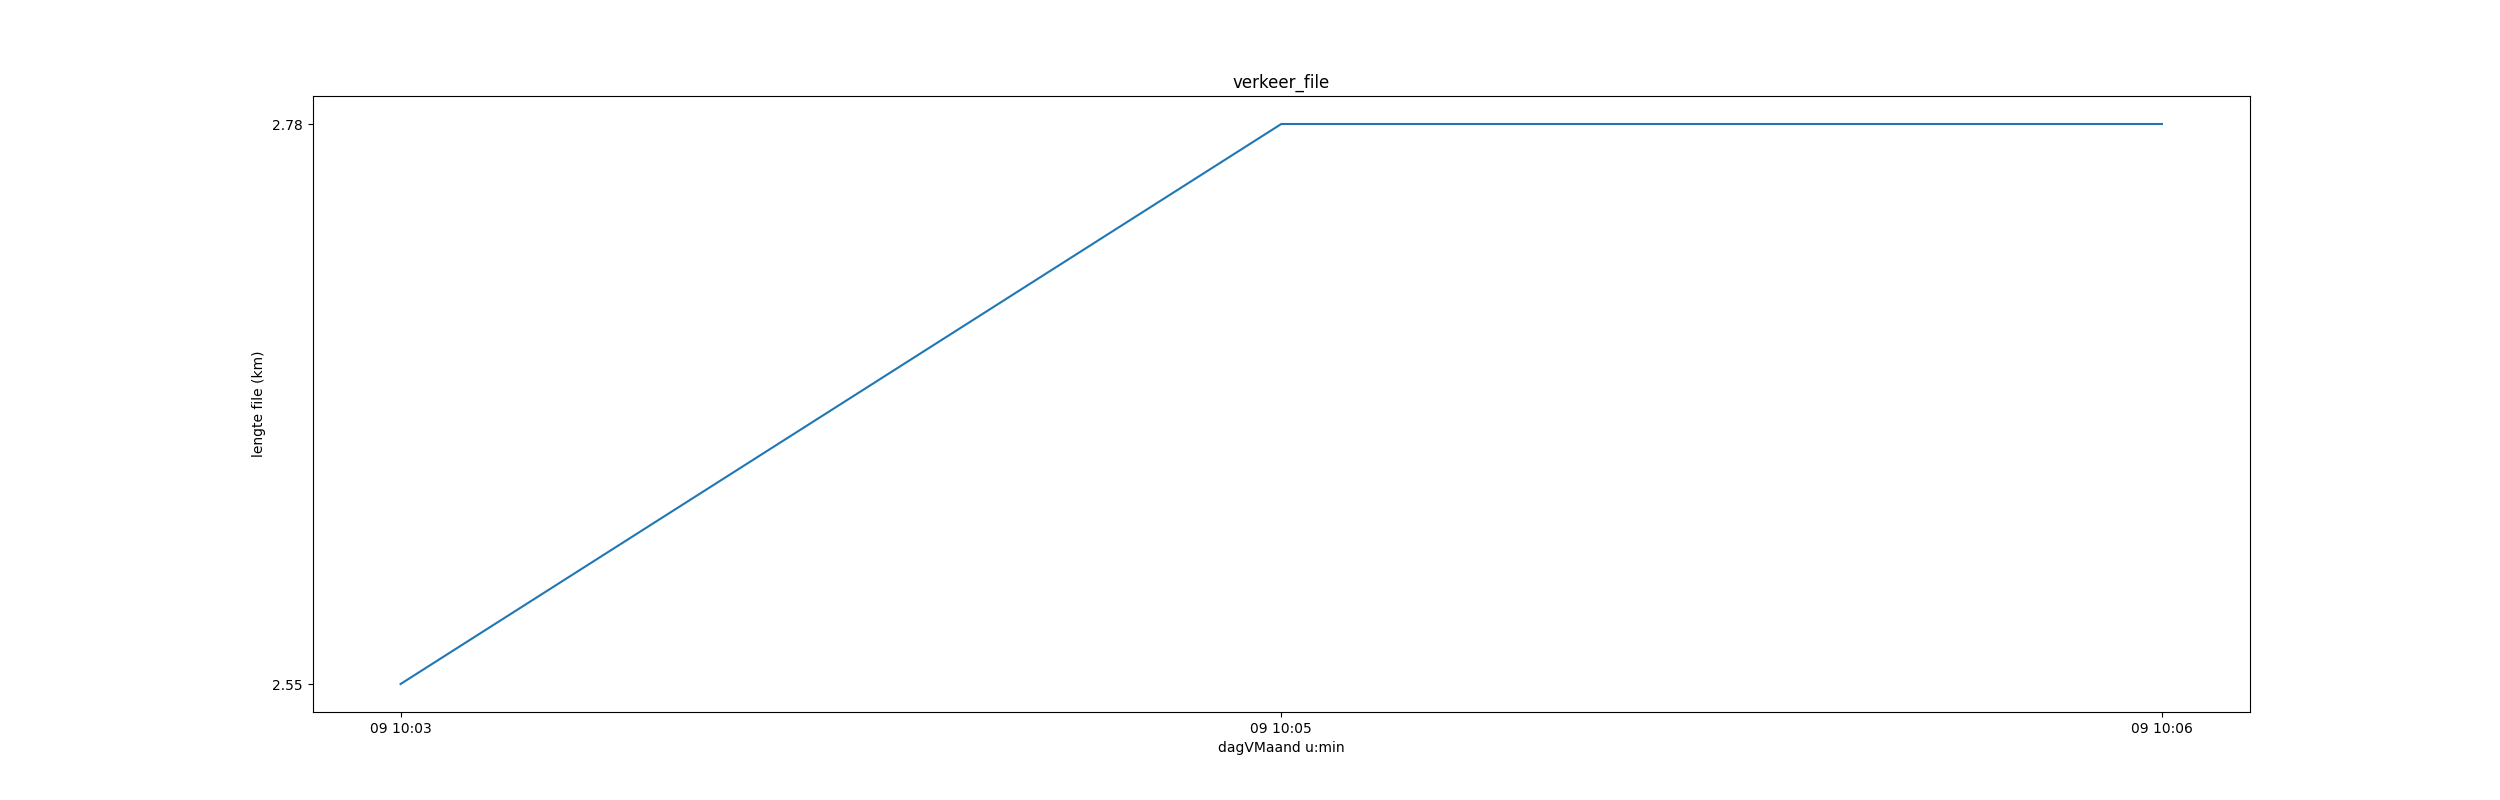 verkeer_file
2.78
lengte file (km)
2.55
09 10:03 09 10:05 09 10:06
dagVMaand u:min